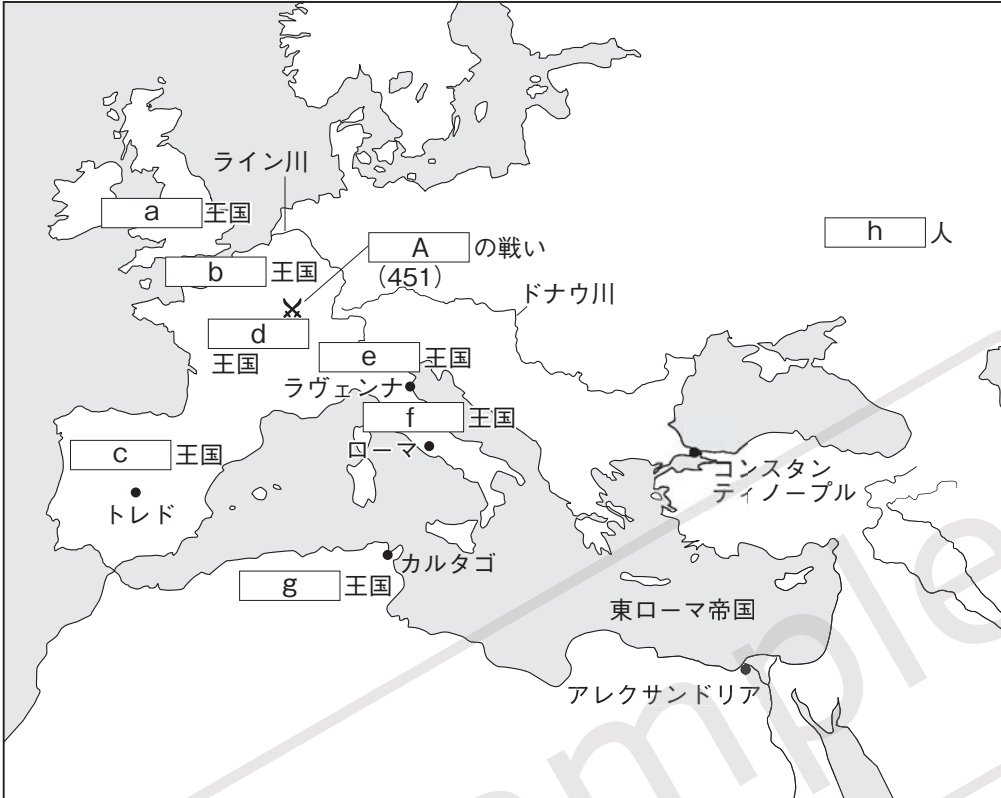 ライン川
a 王国
h 人
A の戦い
(451)
b 王国
ドナウ川
d
王国
e 王国
ラヴェンナ
f 王国
ローマ
c 王国
トレド
コンスタン
ティノープル
カルタゴ
g 王国
東ローマ帝国
アレクサンドリア